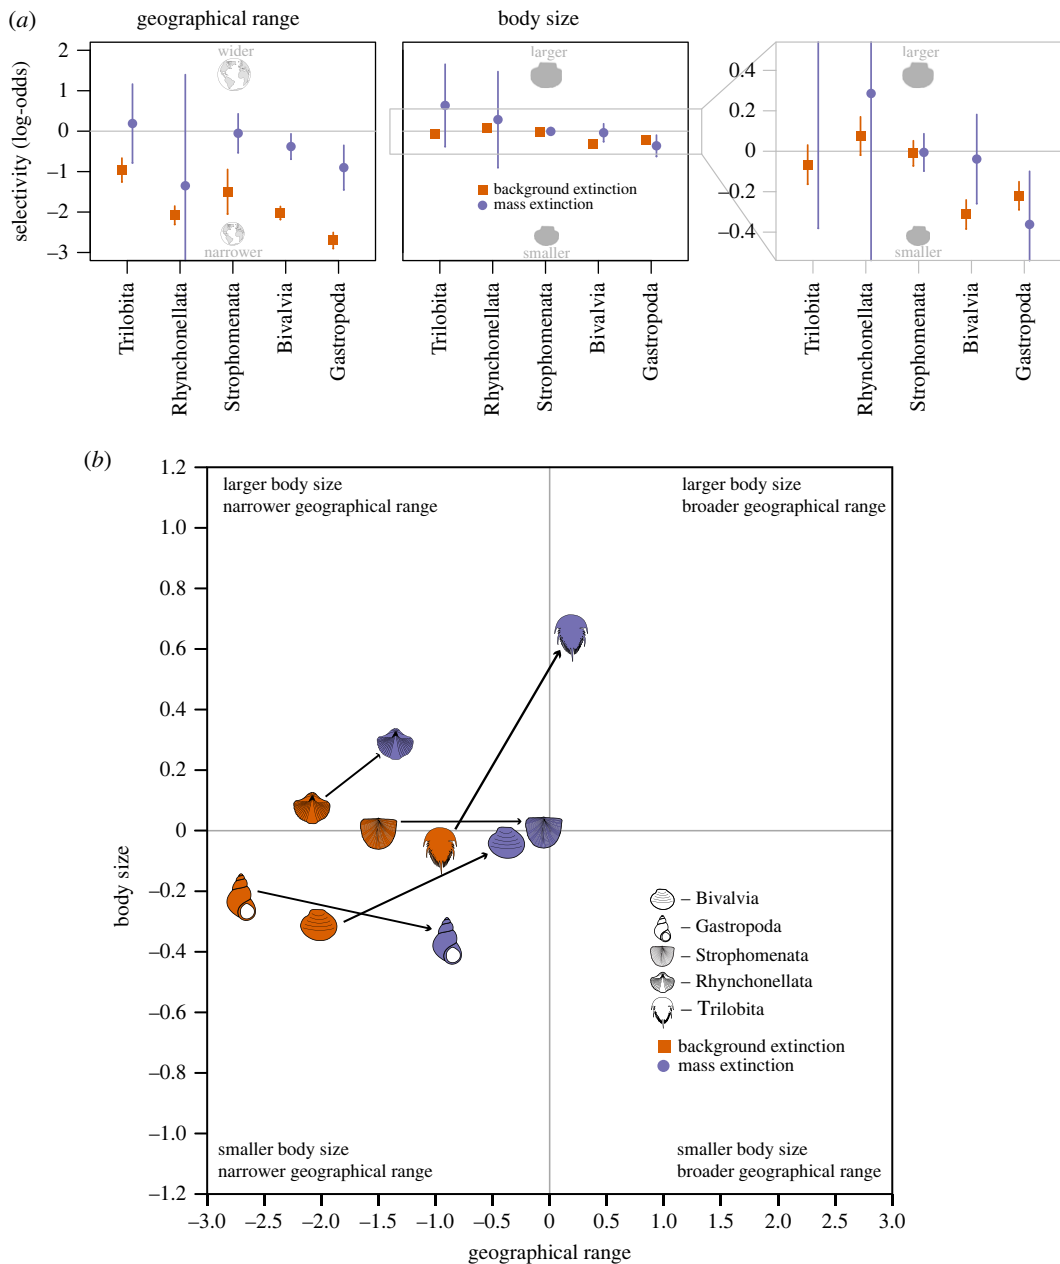 (a)
geographical range
body size
selectivity (log-odds)
2
1
0
–1
–2
–3
wider
narrower
Trilobita
Rhynchonellata
Strophomenata
Bivalvia
Gastropoda
larger
background extinction
mass extinction
smaller
Trilobita
Rhynchonellata
Strophomenata
Bivalvia
Gastropoda
0.4
0.2
0
–0.2
–0.4
larger
smaller
Trilobita
Rhynchonellata
Strophomenata
Bivalvia
Gastropoda
(b)
body size
1.2
1.0
0.8
0.6
0.4
0.2
0
–0.2
–0.4
–0.6
–0.8
–1.0
–1.2
larger body size
narrower geographical range
larger body size
broader geographical range
– Bivalvia
– Gastropoda
– Strophomenata
– Rhynchonellata
– Trilobita
background extinction
mass extinction
smaller body size
narrower geographical range
smaller body size
broader geographical range
–3.0 –2.5 –2.0 –1.5 –1.0 –0.5 0 0.5 1.0 1.5 2.0 2.5 3.0
geographical range